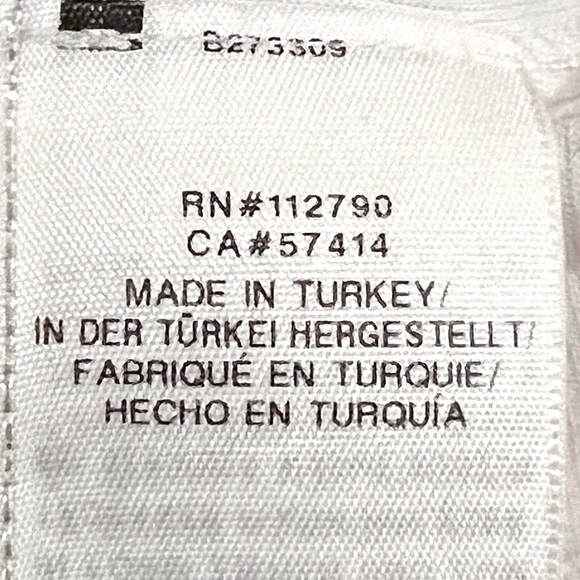 B273309
RN#112790
CA#57414
MADE IN TURKEY/
IN DER TÜRKEI HERGESTELLT/
FABRIQUÉ EN TURQUIE/
HECHO EN TURQUÍA